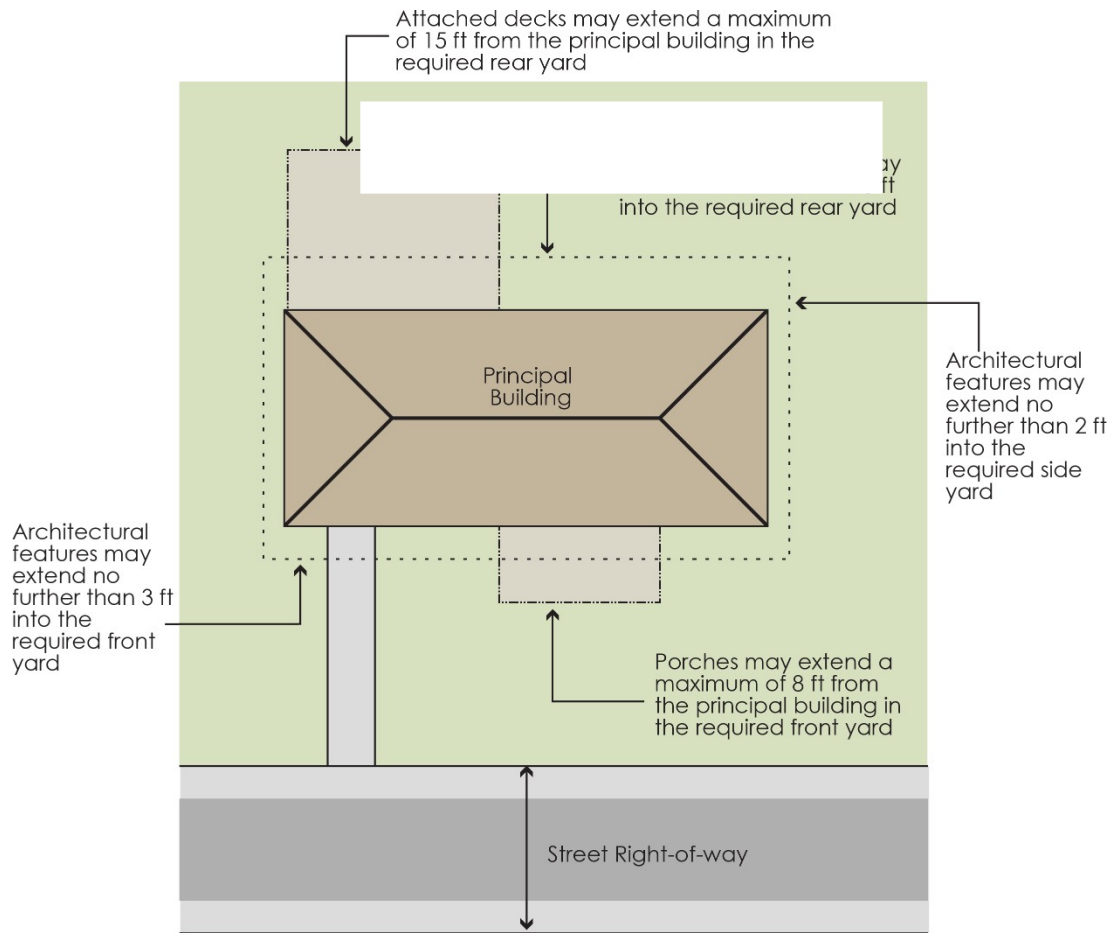 Attached decks may extend a maximum
of 15 ft from the principal building in the
required rear yard
ft
into the required rear yard
Principal
Building
Architectural
features may
extend no
further than 2 ft
into the
required side
yard
Architectural
features may
extend no
further than 3 ft
into the
required front
yard
Porches may extend a
maximum of 8 ft from
the principal building in
the required front yard
Street Right-of-way